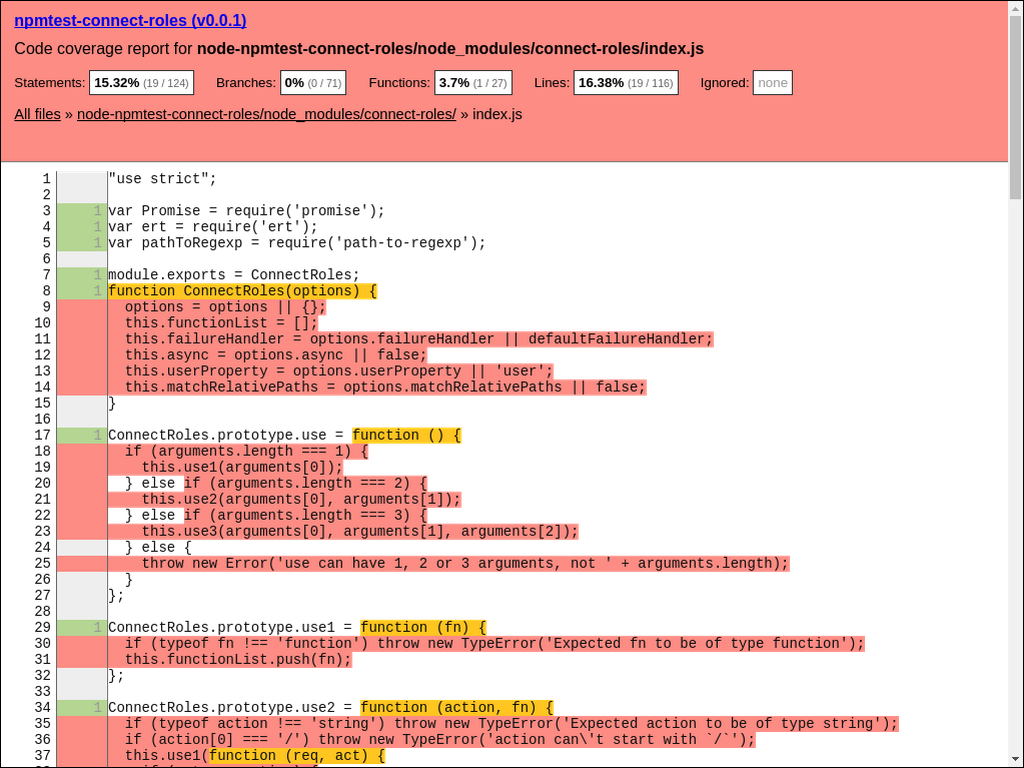 npmtest-connect-roles (v0.0.1)
Code coverage report for node-npmtest-connect-roles/node_modules/connect-roles/index.js
Statements: 15.32% (19 / 124) Branches: 0% (0 / 71) Functions: 3.7% (1 / 27) Lines: 16.38% (19 / 116) Ignored: none
All files » node-npmtest-connect-roles/node_modules/connect-roles/ » index.js
1 "use strict";
2
3 1 var Promise = require('promise');
4 1 var ert = require('ert');
5 1 var pathToRegexp = require('path-to-regexp');
6
7 1 module.exports = ConnectRoles;
8 1 function ConnectRoles(options) {
9 options = options || {};
10 this.functionList = [];
11 this.failureHandler = options.failureHandler || defaultFailureHandler;
12 this.async = options.async || false;
13 this.userProperty = options.userProperty || 'user';
14 this.matchRelativePaths = options.matchRelativePaths || false;
15 }
16
17 1 ConnectRoles.prototype.use = function () {
18 if (arguments.length === 1) {
19 this.use1(arguments[0]);
20 } else if (arguments.length === 2) {
21 this.use2(arguments[0], arguments[1]);
22 } else if (arguments.length === 3) {
23 this.use3(arguments[0], arguments[1], arguments[2]);
24 } else {
25 throw new Error('use can have 1, 2 or 3 arguments, not ' + arguments.length);
26 }
27 };
28
29 1 ConnectRoles.prototype.use1 = function (fn) {
30 if (typeof fn !== 'function') throw new TypeError('Expected fn to be of type function');
31 this.functionList.push(fn);
32 };
33
34 1 ConnectRoles.prototype.use2 = function (action, fn) {
35 if (typeof action !== 'string') throw new TypeError('Expected action to be of type string');
36 if (action[0] === '/') throw new TypeError('action can\'t start with `/`');
37 this.use1(function (req, act) {